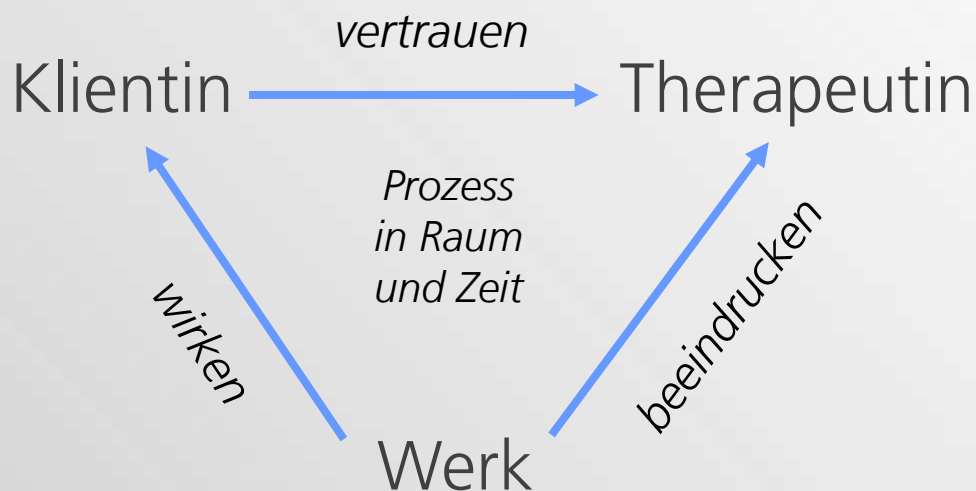 vertrauen
Klientin
Therapeutin
Prozess
in Raum
und Zeit
wirken
beeindrucken
Werk